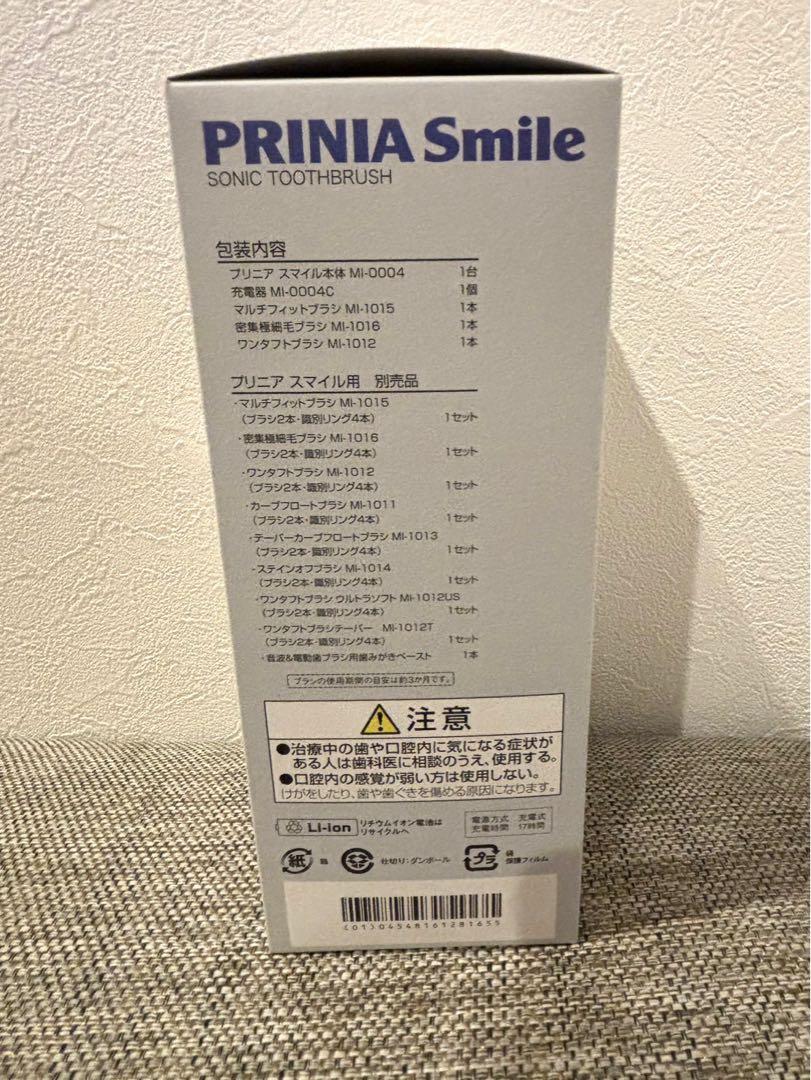 PRINIA Smile
SONIC TOOTHBRUSH
包装内容
プリニア スマイル本体 MI-0004 1台
充電器 MI-0004C 1個
マルチフィットブラシ MI-1015 1本
密集極細毛ブラシ MI-1016 1本
ワンタフトブラシ MI-1012 1本
プリニア スマイル用 別売品
・マルチフィットブラシ MI-1015
（ブラシ2本・識別リング4本） 1セット
・密集極細毛ブラシ MI-1016
（ブラシ2本・識別リング4本） 1セット
・ワンタフトブラシ MI-1012
（ブラシ2本・識別リング4本） 1セット
・カーブフロートブラシ MI-1011
（ブラシ2本・識別リング4本） 1セット
・テーパーカーブフロートブラシ MI-1013
（ブラシ2本・識別リング4本） 1セット
・ステインオフブラシ MI-1014
（ブラシ2本・識別リング4本） 1セット
・ワンタフトブラシ ウルトラソフト MI-1012US
（ブラシ2本・識別リング4本） 1セット
・ワンタフトブラシテーパー MI-1012T
（ブラシ2本・識別リング4本） 1セット
・音波&電動歯ブラシ用歯みがきペースト 1本
ブラシの使用期間の目安は約3か月です。
注意
●治療中の歯や口腔内に気になる症状が
ある人は歯科医に相談のうえ、使用する。
●口腔内の感覚が弱い方は使用しない。
けがをしたり、歯や歯ぐきを傷める原因になります。
Li-ion リチウムイオン電池は
リサイクルへ
電源方式 充電式
充電時間 17時間
紙 箱
仕切り:ダンボール
プラ 袋
保護フィルム
(01)04548161281655